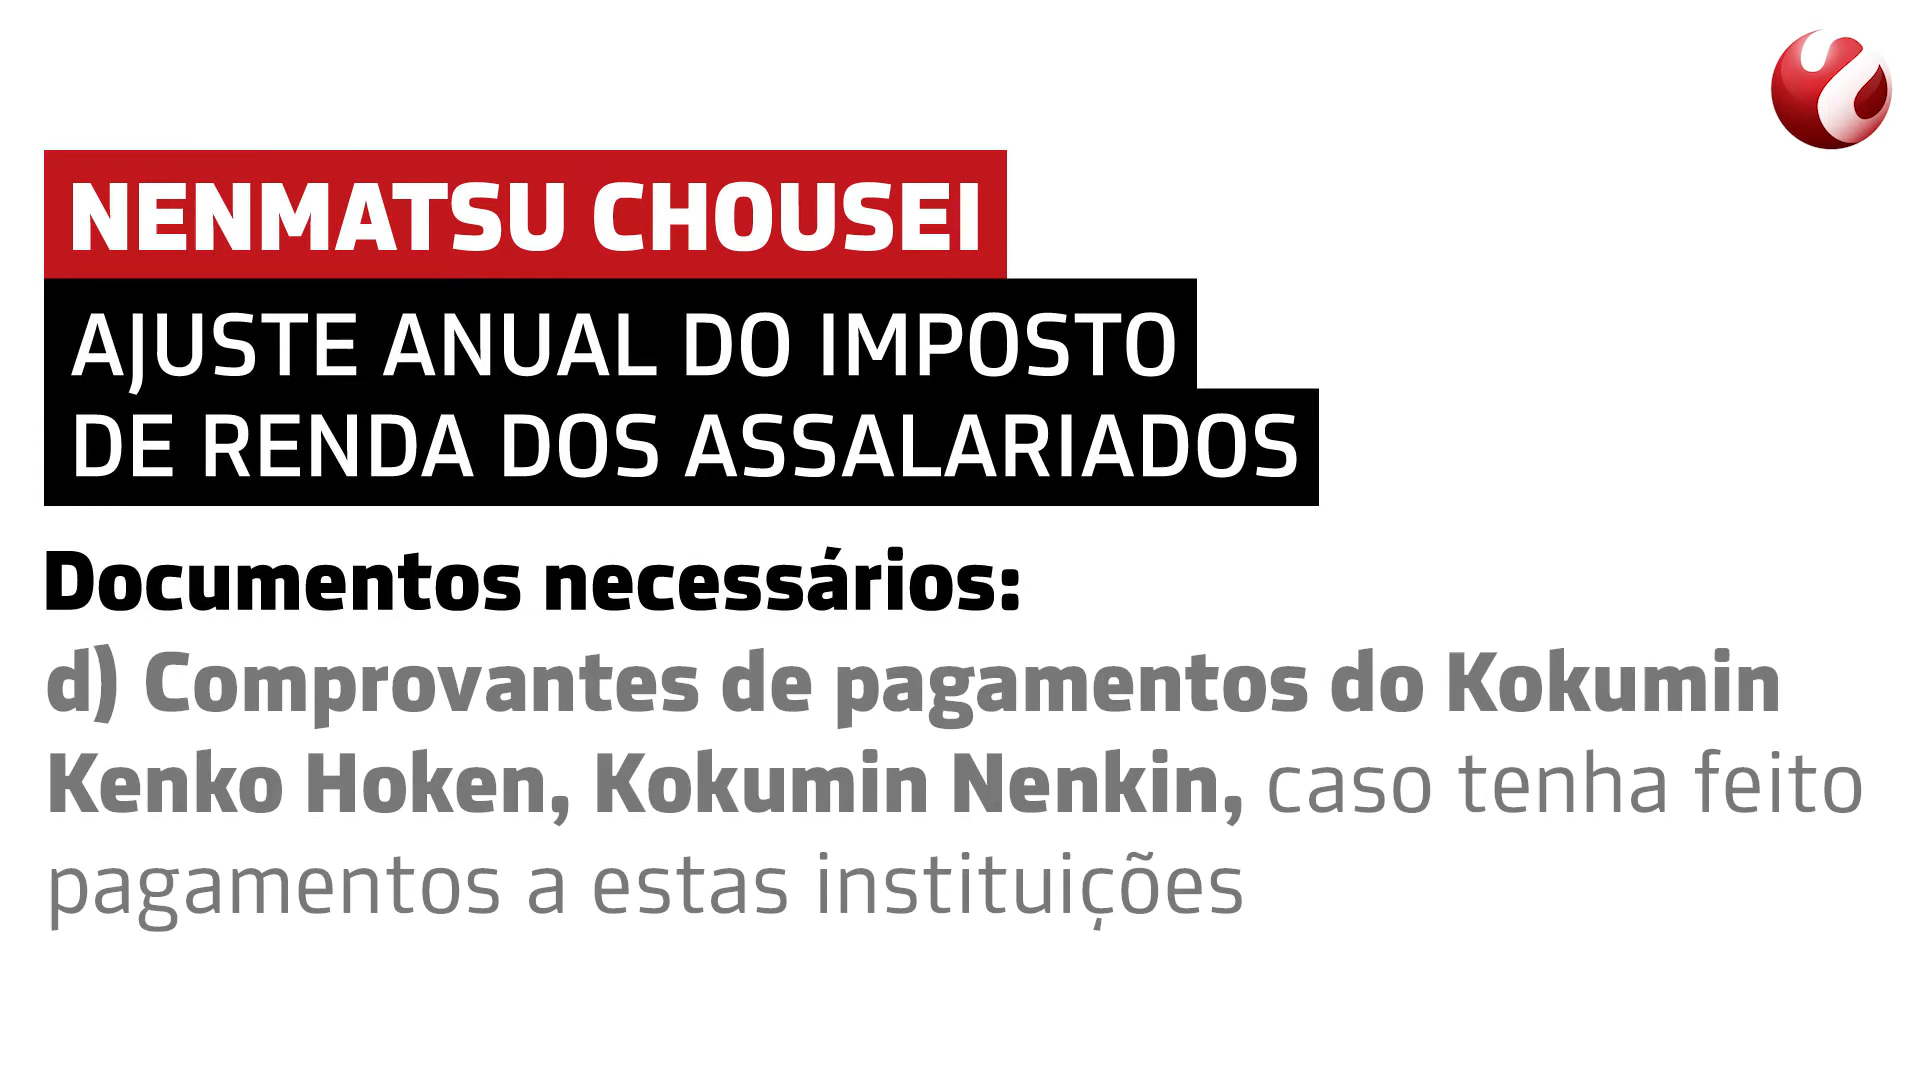 NENMATSU CHOUSEI
AJUSTE ANUAL DO IMPOSTO
DE RENDA DOS ASSALARIADOS
Documentos necessários:
d) Comprovantes de pagamentos do Kokumin
Kenko Hoken, Kokumin Nenkin, caso tenha feito
pagamentos a estas instituições